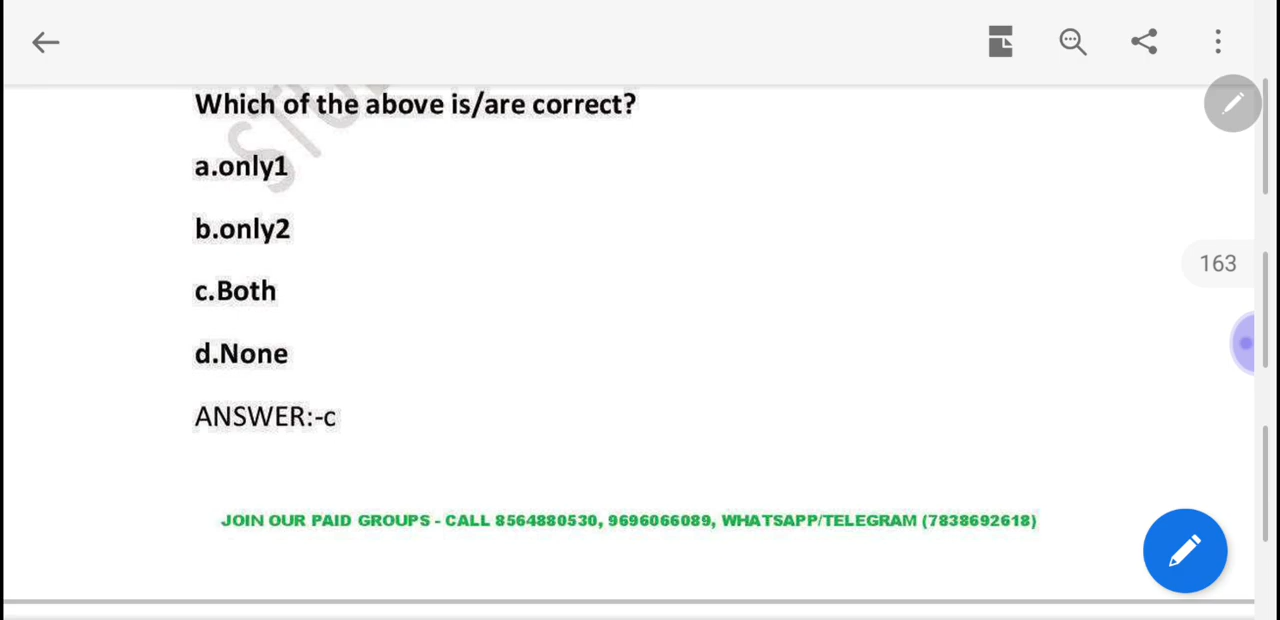 Which of the above is/are correct?
a.only1
b.only2
c.Both
163
d.None
ANSWER:-c
JOIN OUR PAID GROUPS - CALL 8564880530, 9696066089, WHATSAPP/TELEGRAM (7838692618)